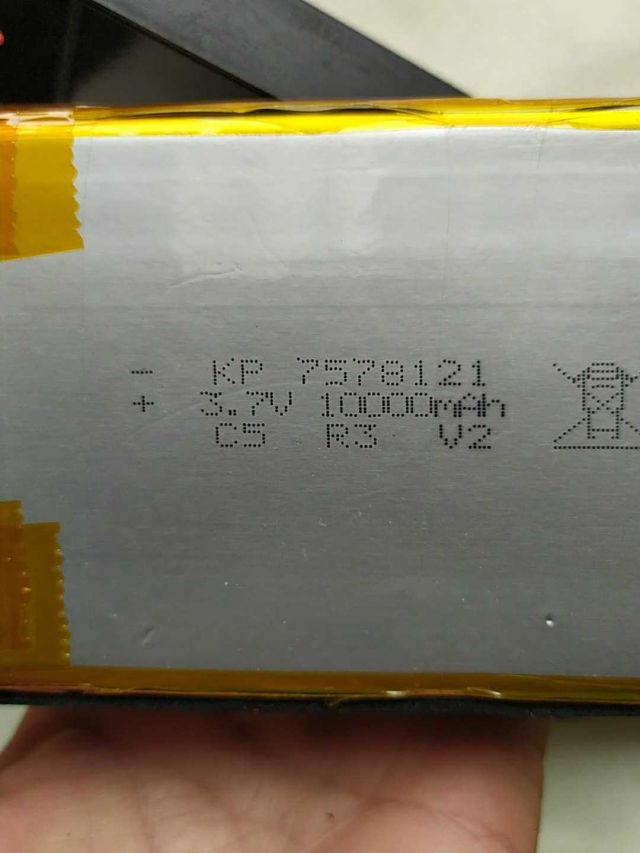 - KP 7578121
+ 3.7V 10000mAh
C5 R3 V2